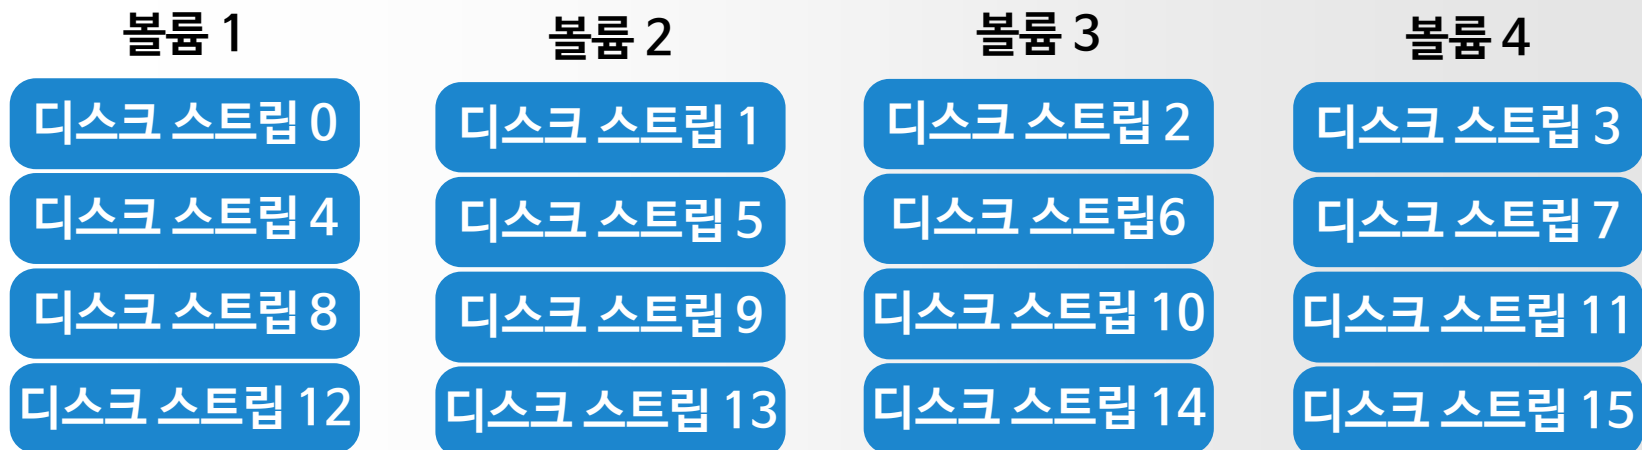 볼륨 1 볼륨 2 볼륨 3 볼륨 4
디스크 스트립 0 디스크 스트립 1 디스크 스트립 2 디스크 스트립 3
디스크 스트립 4 디스크 스트립 5 디스크 스트립6 디스크 스트립 7
디스크 스트립 8 디스크 스트립 9 디스크 스트립 10 디스크 스트립 11
디스크 스트립 12 디스크 스트립 13 디스크 스트립 14 디스크 스트립 15